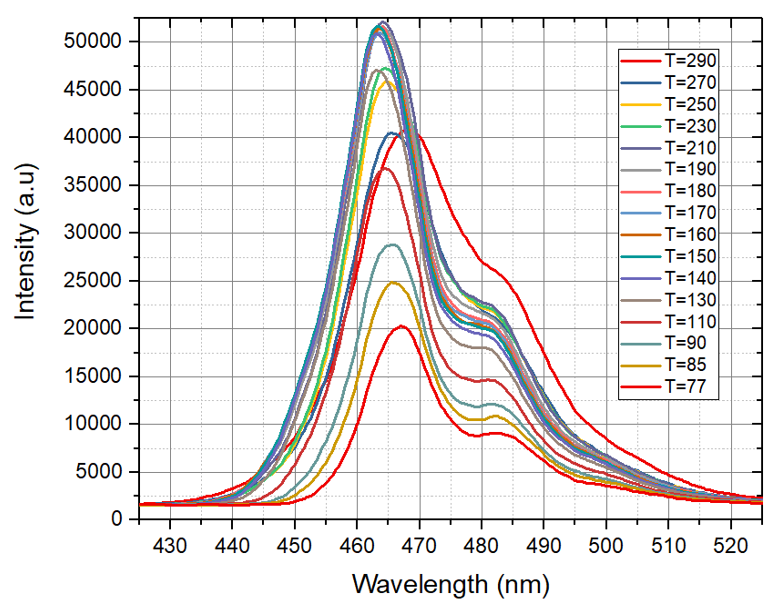 50000
45000
40000
35000
30000
25000
20000
15000
10000
5000
0
Intensity (a.u)
T=290
T=270
T=250
T=230
T=210
T=190
T=180
T=170
T=160
T=150
T=140
T=130
T=110
T=90
T=85
T=77
430 440 450 460 470 480 490 500 510 520
Wavelength (nm)